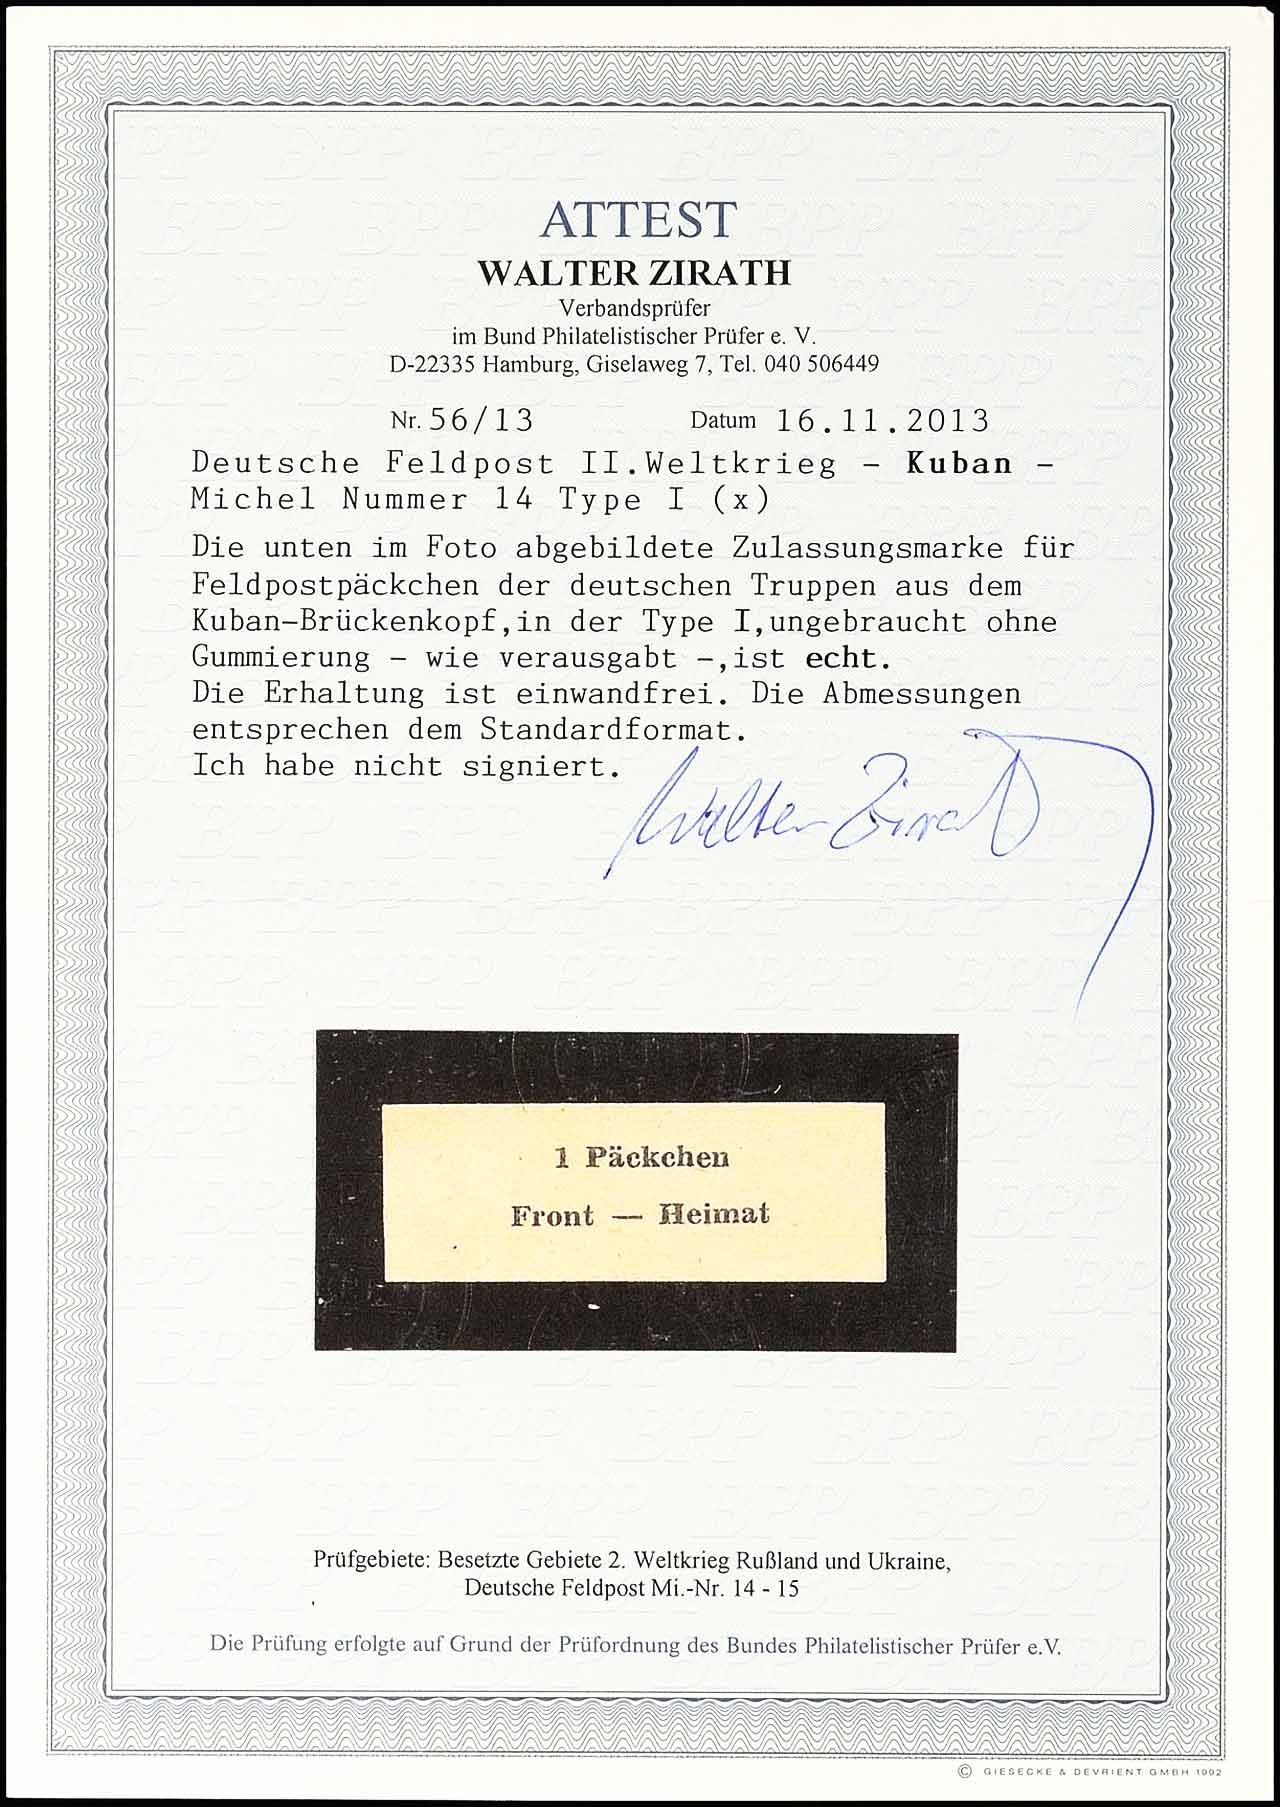 ATTEST
WALTER ZIRATH
Verbandsprüfer
im Bund Philatelistischer Prüfer e. V.
D-22335 Hamburg, Giselaweg 7, Tel. 040 506449
Nr. 56/13 Datum 16.11.2013
Deutsche Feldpost II.Weltkrieg - Kuban -
Michel Nummer 14 Type I (x)
Die unten im Foto abgebildete Zulassungsmarke für
Feldpostpäckchen der deutschen Truppen aus dem
Kuban-Brückenkopf,in der Type I,ungebraucht ohne
Gummierung - wie verausgabt -,ist echt.
Die Erhaltung ist einwandfrei. Die Abmessungen
entsprechen dem Standardformat.
Ich habe nicht signiert.
Walter Zirath
1 Päckchen
Front — Heimat
Prüfgebiete: Besetzte Gebiete 2. Weltkrieg Rußland und Ukraine,
Deutsche Feldpost Mi.-Nr. 14 - 15
Die Prüfung erfolgte auf Grund der Prüfordnung des Bundes Philatelistischer Prüfer e.V.
© GIESECKE & DEVRIENT GMBH 1992